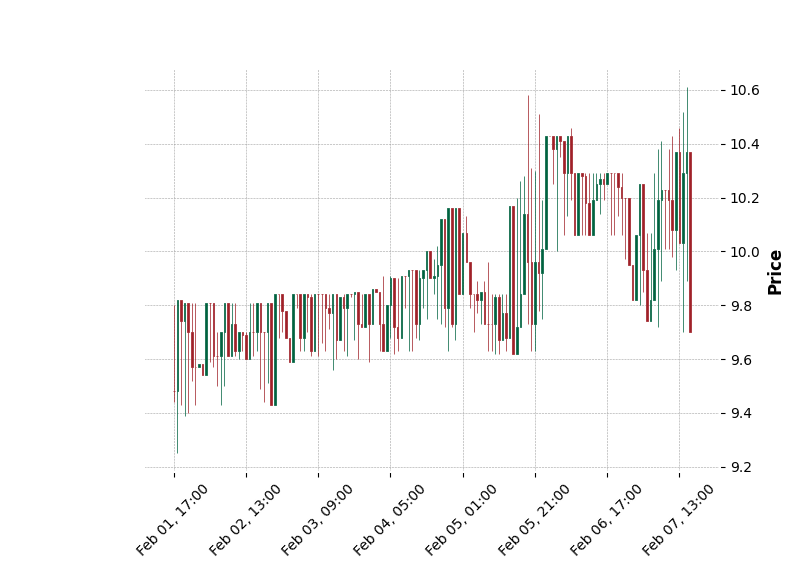 10.6
10.4
10.2
10.0
9.8
9.6
9.4
9.2
Price
Feb 01, 17:00
Feb 02, 13:00
Feb 03, 09:00
Feb 04, 05:00
Feb 05, 01:00
Feb 05, 21:00
Feb 06, 17:00
Feb 07, 13:00